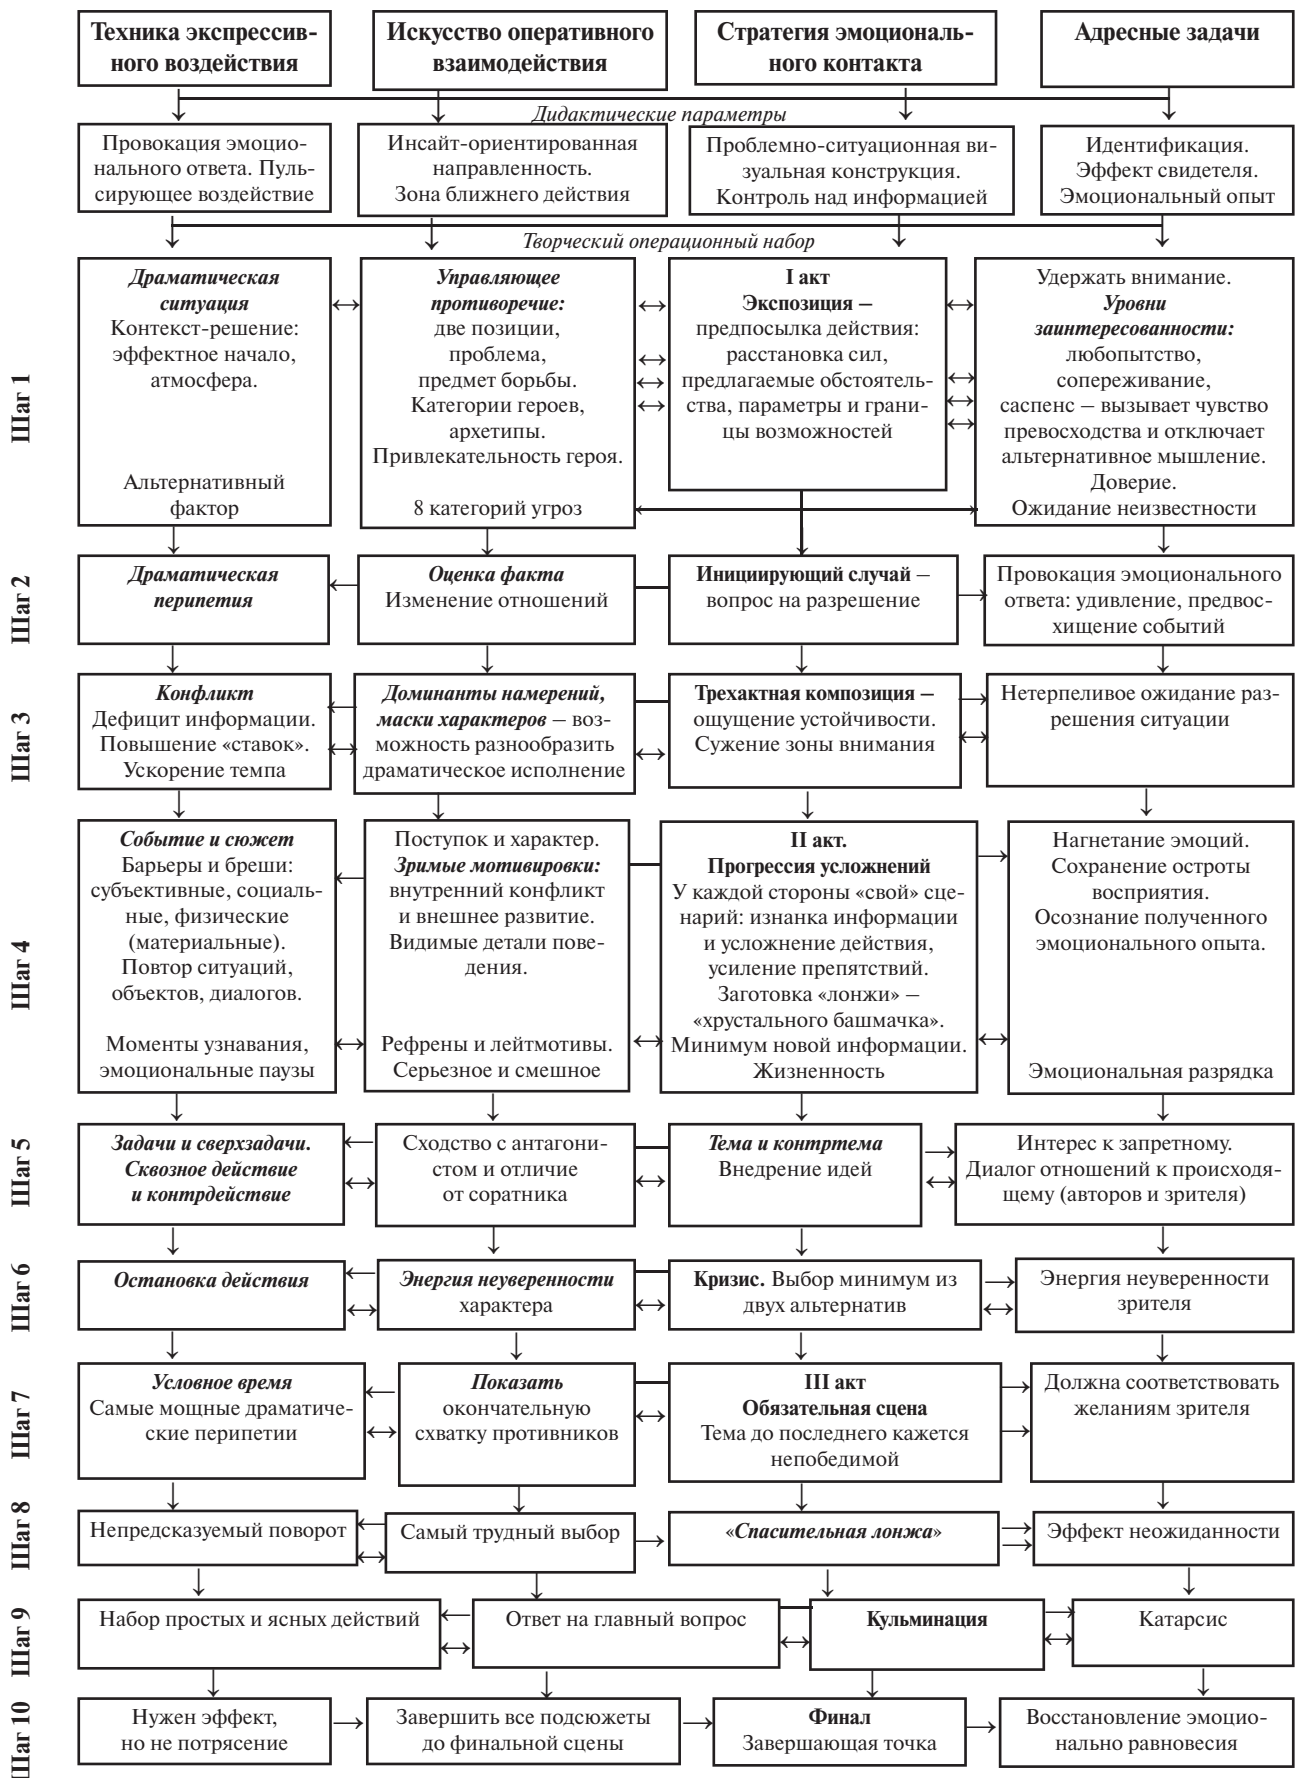 Техника экспрессив-
ного воздействия
Искусство оперативного
взаимодействия
Стратегия эмоциональ-
ного контакта
Адресные задачи
Дидактические параметры
Провокация эмоцио-
нального ответа. Пуль-
сирующее воздействие
Инсайт-ориентированная
направленность.
Зона ближнего действия
Проблемно-ситуационная ви-
зуальная конструкция.
Контроль над информацией
Идентификация.
Эффект свидетеля.
Эмоциональный опыт
Творческий операционный набор
Шаг 1
Драматическая
ситуация
Контекст-решение:
эффектное начало,
атмосфера.
Альтернативный
фактор
Управляющее
противоречие:
две позиции,
проблема,
предмет борьбы.
Категории героев,
архетипы.
Привлекательность героя.
8 категорий угроз
I акт
Экспозиция –
предпосылка действия:
расстановка сил,
предлагаемые обстоятель-
ства, параметры и грани-
цы возможностей
Удержать внимание.
Уровни
заинтересованности:
любопытство,
сопереживание,
саспенс – вызывает чувство
превосходства и отключает
альтернативное мышление.
Доверие.
Ожидание неизвестности
Шаг 2
Драматическая
перипетия
Оценка факта
Изменение отношений
Инициирующий случай –
вопрос на разрешение
Провокация эмоционального
ответа: удивление, предвос-
хищение событий
Шаг 3
Конфликт
Дефицит информации.
Повышение «ставок».
Ускорение темпа
Доминанты намерений,
маски характеров – воз-
можность разнообразить
драматическое исполнение
Трехактная композиция –
ощущение устойчивости.
Сужение зоны внимания
Нетерпеливое ожидание раз-
решения ситуации
Шаг 4
Событие и сюжет
Барьеры и бреши:
субъективные, социаль-
ные, физические
(материальные).
Повтор ситуаций,
объектов, диалогов.
Моменты узнавания,
эмоциональные паузы
Поступок и характер.
Зримые мотивировки:
внутренний конфликт
и внешнее развитие.
Видимые детали пове-
дения.
Рефрены и лейтмотивы.
Серьезное и смешное
II акт.
Прогрессия усложнений
У каждой стороны «свой» сце-
нарий: изнанка информации
и усложнение действия,
усиление препятствий.
Заготовка «лонжи» –
«хрустального башмачка».
Минимум новой информации.
Жизненность
Нагнетание эмоций.
Сохранение остроты
восприятия.
Осознание полученного
эмоционального опыта.
Эмоциональная разрядка
Шаг 5
Задачи и сверхзадачи.
Сквозное действие
и контрдействие
Сходство с антагони-
стом и отличие
от соратника
Тема и контртема
Внедрение идей
Интерес к запретному.
Диалог отношений к происходя-
щему (авторов и зрителя)
Шаг 6
Остановка действия
Энергия неуверенности
характера
Кризис. Выбор минимум из
двух альтернатив
Энергия неуверенности
зрителя
Шаг 7
Условное время
Самые мощные драматиче-
ские перипетии
Показать
окончательную
схватку противников
III акт
Обязательная сцена
Тема до последнего кажется
непобедимой
Должна соответствовать
желаниям зрителя
Шаг 8
Непредсказуемый поворот
Самый трудный выбор
«Спасительная лонжа»
Эффект неожиданности
Шаг 9
Набор простых и ясных действий
Ответ на главный вопрос
Кульминация
Катарсис
Шаг 10
Нужен эффект,
но не потрясение
Завершить все подсюжеты
до финальной сцены
Финал
Завершающая точка
Восстановление эмоцио-
нально равновесия